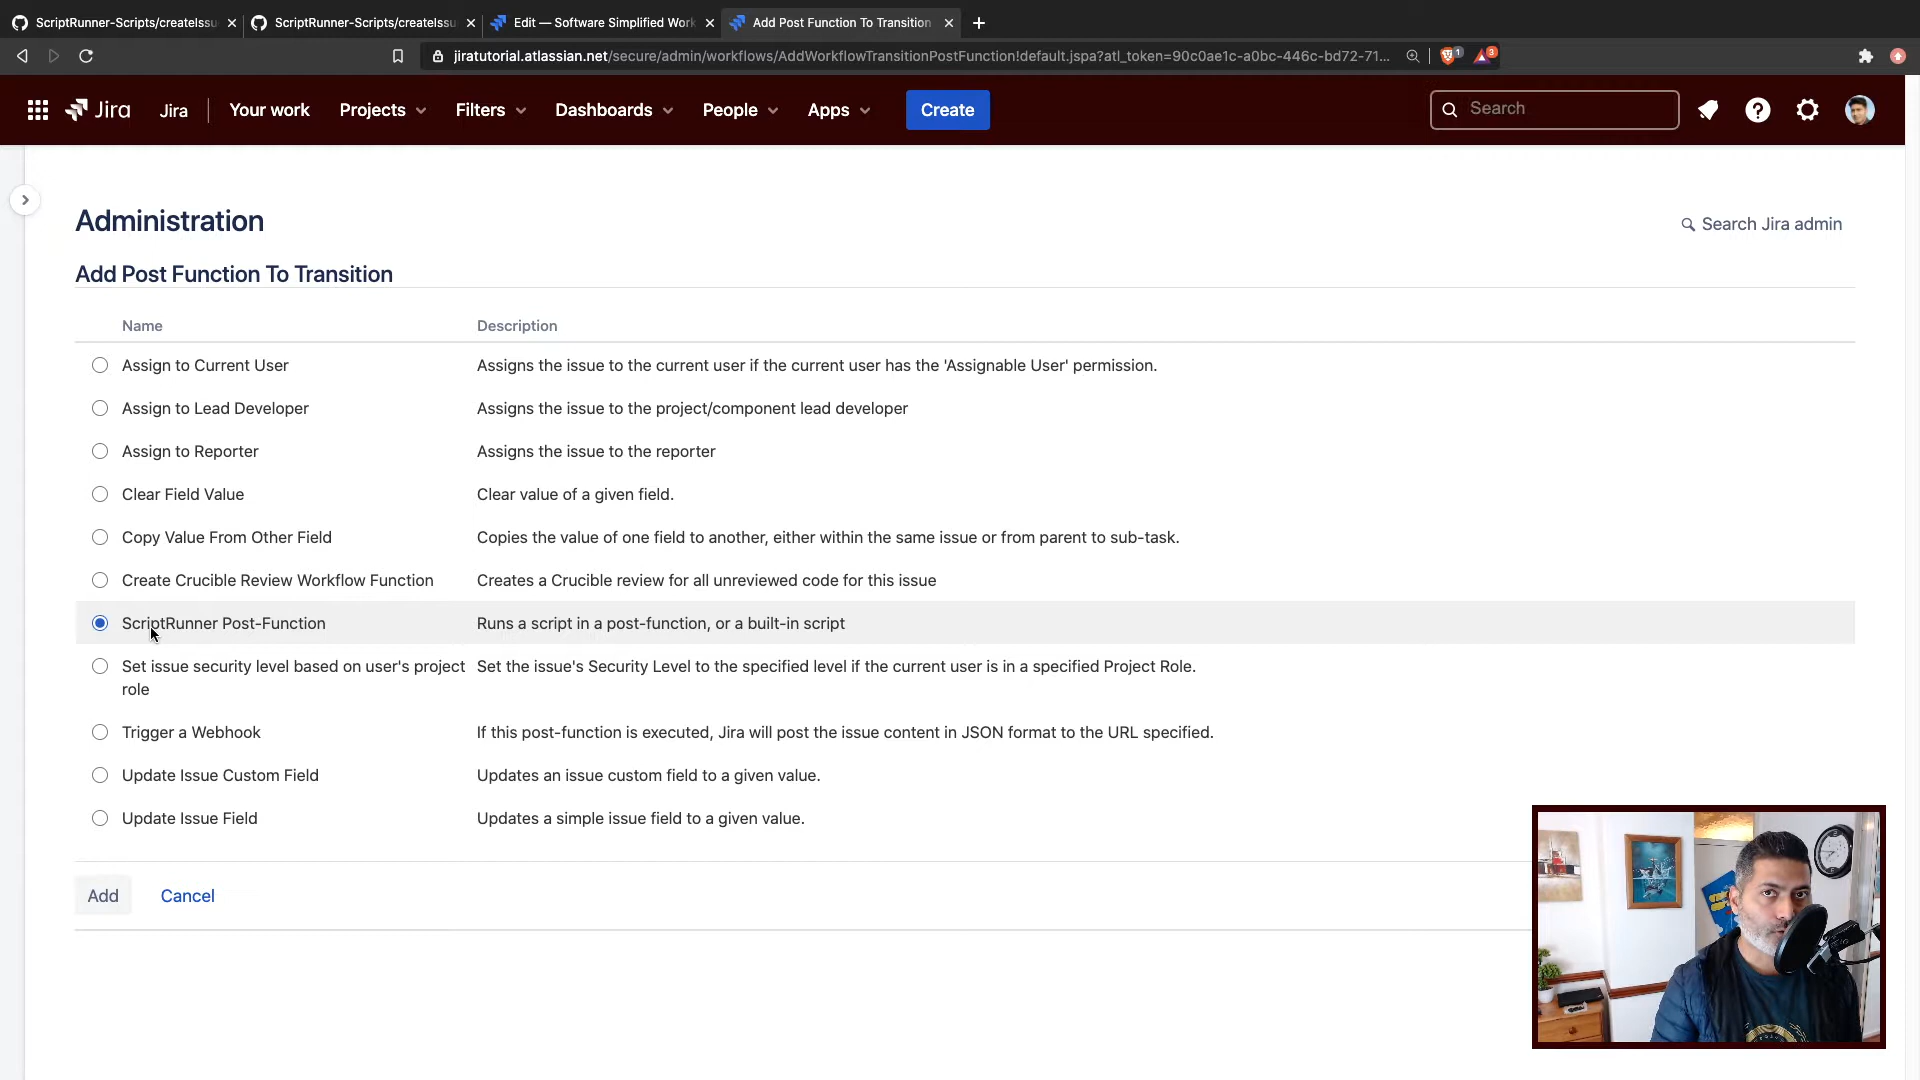 ScriptRunner-Scripts/createIssu
ScriptRunner-Scripts/createIssu
Edit — Software Simplified Wor
Add Post Function To Transition
jiratutorial.atlassian.net/secure/admin/workflows/AddWorkflowTransitionPostFunction!default.jspa?atl_token=90c0ae1c-a0bc-446c-bd72-71...
1
3
Jira
Jira
Your work
Projects
Filters
Dashboards
People
Apps
Create
Search
Administration
Search Jira admin
Add Post Function To Transition
Name Description
Assign to Current User Assigns the issue to the current user if the current user has the 'Assignable User' permission.
Assign to Lead Developer Assigns the issue to the project/component lead developer
Assign to Reporter Assigns the issue to the reporter
Clear Field Value Clear value of a given field.
Copy Value From Other Field Copies the value of one field to another, either within the same issue or from parent to sub-task.
Create Crucible Review Workflow Function Creates a Crucible review for all unreviewed code for this issue
ScriptRunner Post-Function Runs a script in a post-function, or a built-in script
Set issue security level based on user's project Set the issue's Security Level to the specified level if the current user is in a specified Project Role.
role
Trigger a Webhook If this post-function is executed, Jira will post the issue content in JSON format to the URL specified.
Update Issue Custom Field Updates an issue custom field to a given value.
Update Issue Field Updates a simple issue field to a given value.
Add Cancel